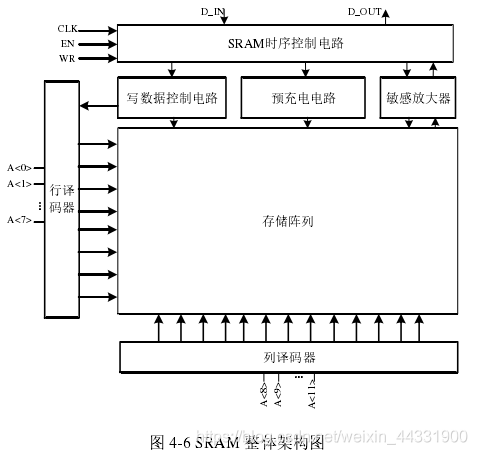 D_IN
D_OUT
CLK
EN
WR
SRAM时序控制电路
写数据控制电路
预充电电路
敏感放大器
A<0>
A<1>
...
A<7>
行译
码器
存储阵列
列译码器
A<8>
A<9>
...
A<11>
https://blog.csdn.net/weixin_44331900
图 4-6 SRAM 整体架构图